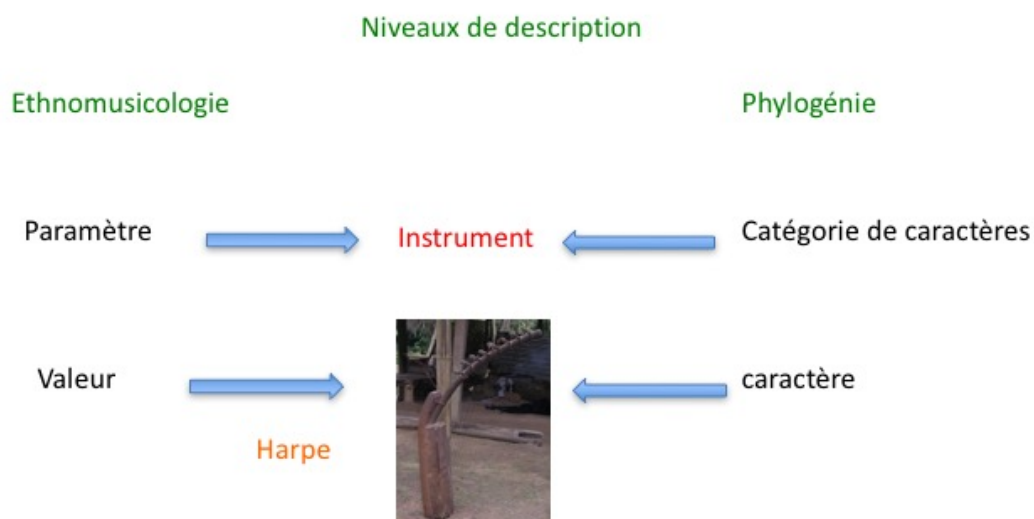 Niveaux de description
Ethnomusicologie
Phylogénie
Paramètre
Instrument
Catégorie de caractères
Valeur
caractère
Harpe